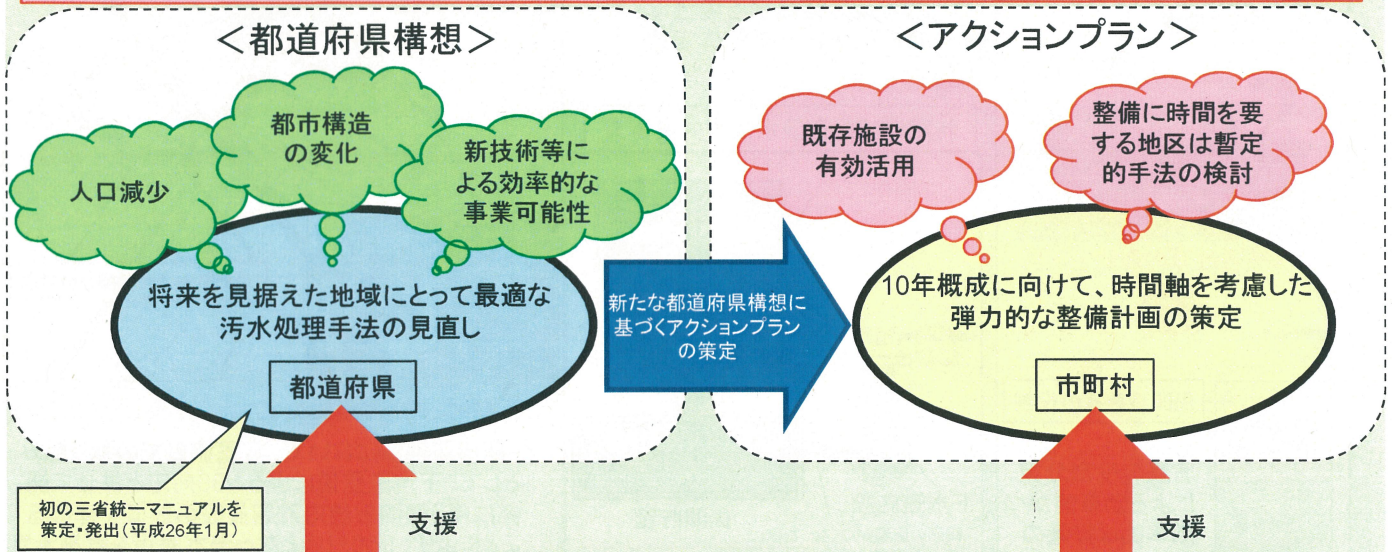 ＜都道府県構想＞
人口減少
都市構造
の変化
新技術等に
よる効率的な
事業可能性
将来を見据えた地域にとって最適な
汚水処理手法の見直し
都道府県
初の三省統一マニュアルを
策定・発出（平成26年1月）
支援
新たな都道府県構想に
基づくアクションプラン
の策定
＜アクションプラン＞
既存施設の
有効活用
整備に時間を要
する地区は暫定
的手法の検討
10年概成に向けて、時間軸を考慮した
弾力的な整備計画の策定
市町村
支援